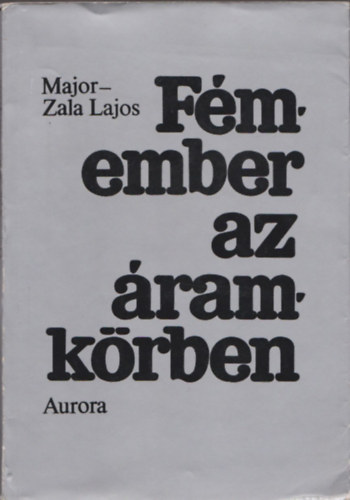 Major–
Zala Lajos
Fém-
ember
az
áram-
körben
Aurora